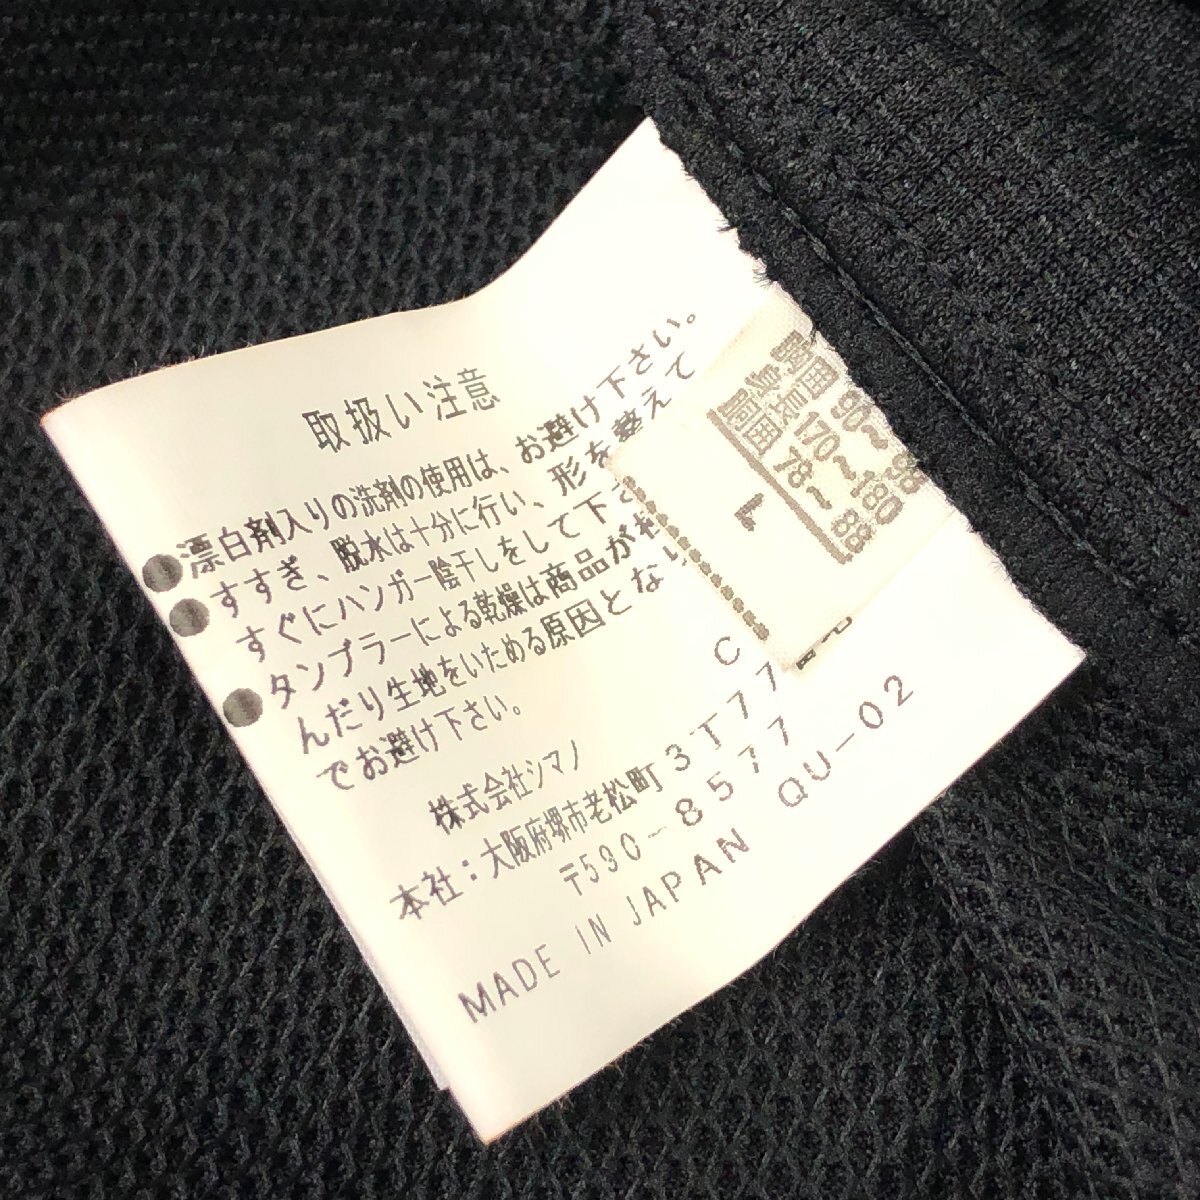 取扱い注意
●漂白剤入りの洗剤の使用は、お避け下さい。
●すすぎ、脱水は十分に行い、形を整えて
すぐにハンガー陰干しをして下さ
●タンブラーによる乾燥は商品が
んだり生地をいためる原因とな
でお避け下さい。
株式会社シマノ
本社：大阪府堺市老松町3丁77
〒590-8577
MADE IN JAPAN QU-02
C
胸囲 90~98
身長 170~180
胴囲 78~88
L